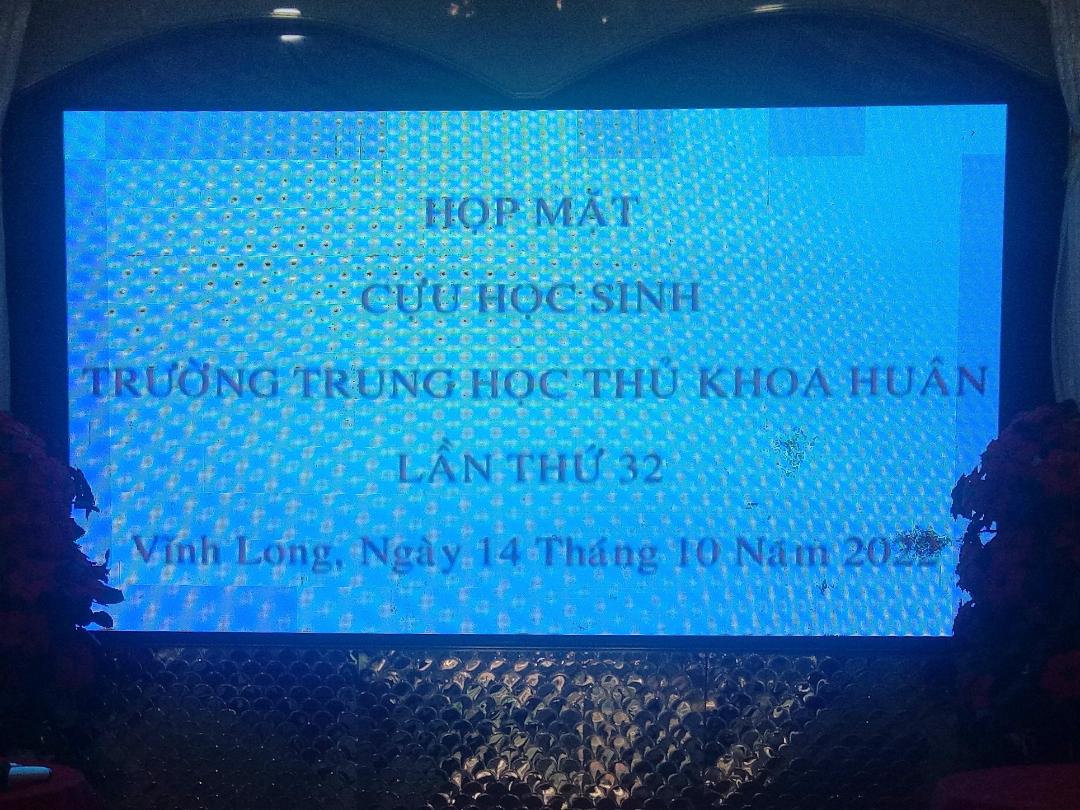 HỌP MẶT
CỰU HỌC SINH
TRƯỜNG TRUNG HỌC THỦ KHOA HUÂN
LẦN THỨ 32
Vĩnh Long, Ngày 14 Tháng 10 Năm 2022